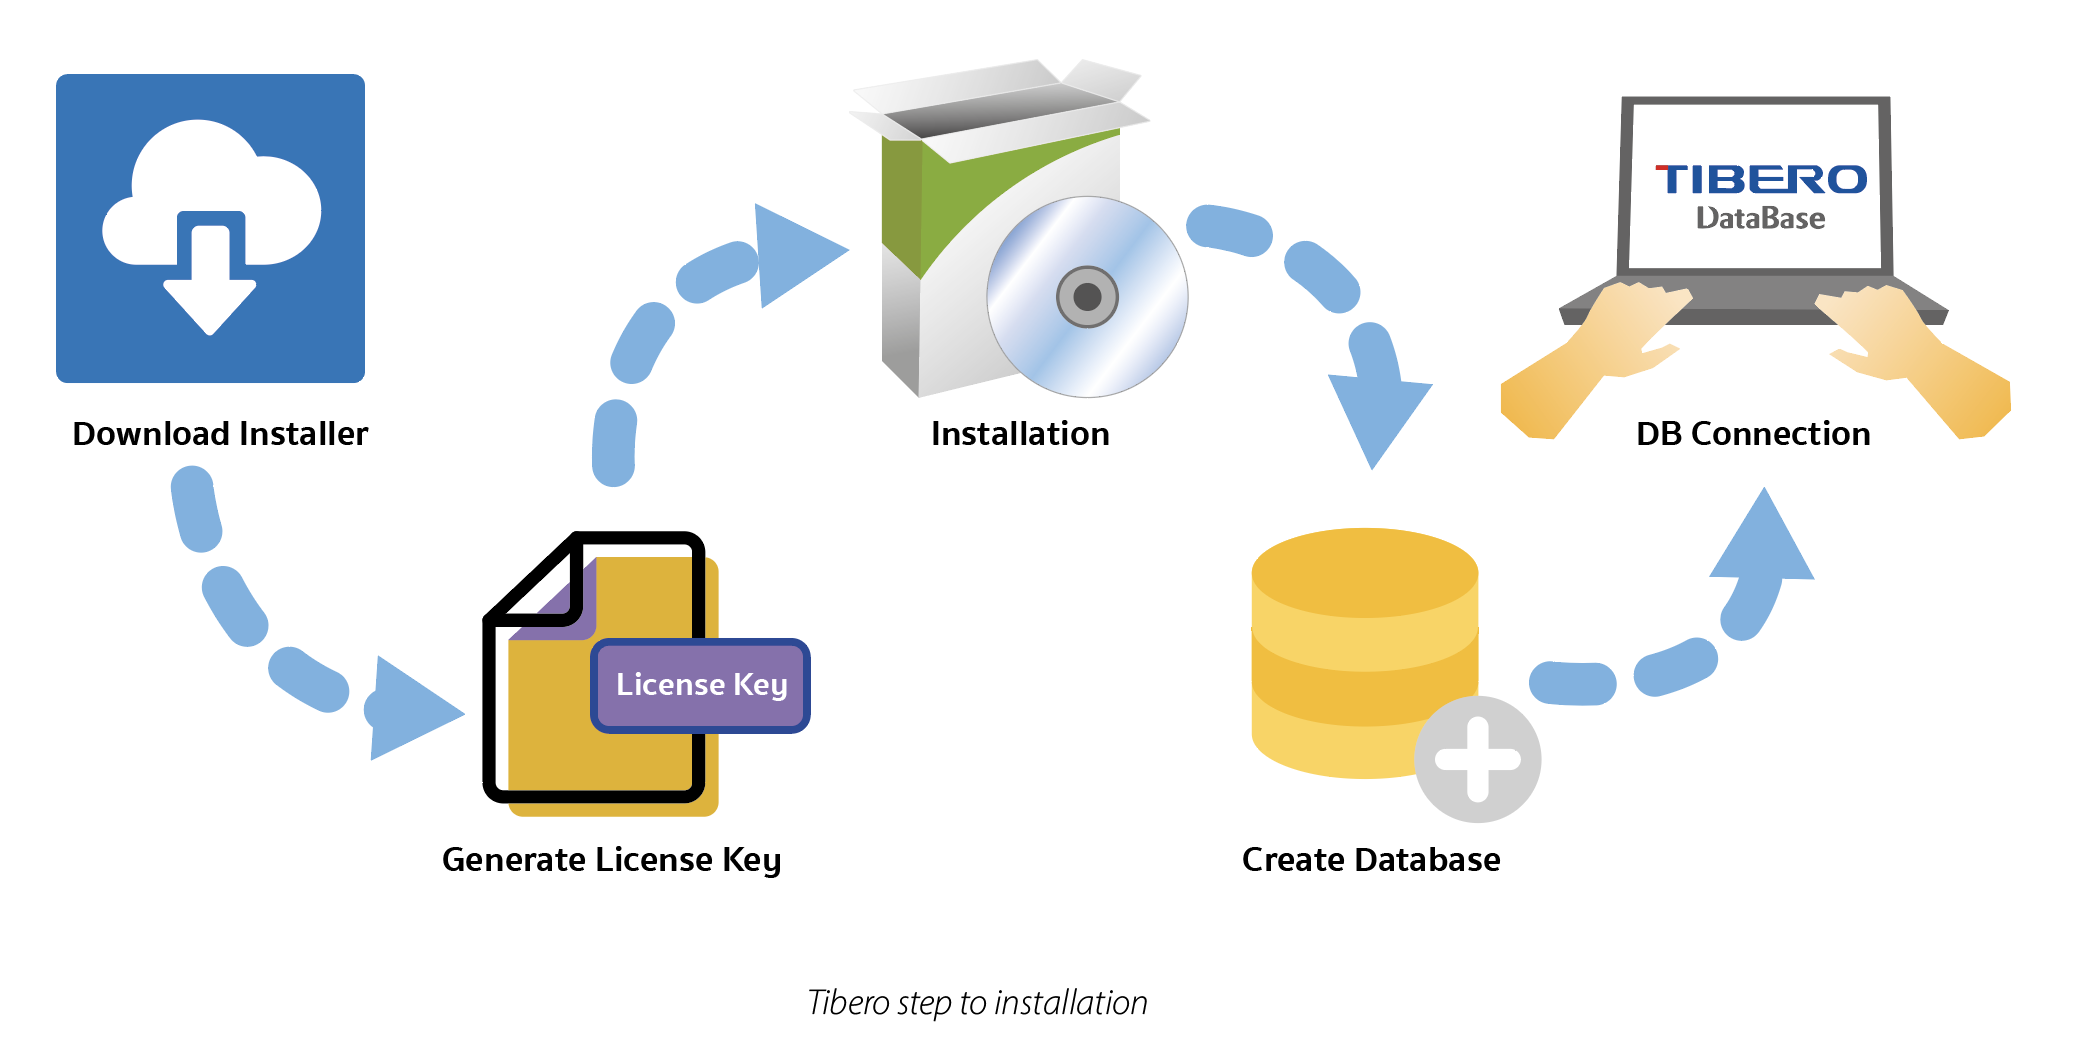 TIBERO
DataBase
Download Installer
Installation
DB Connection
License Key
Generate License Key
Create Database
Tibero step to installation